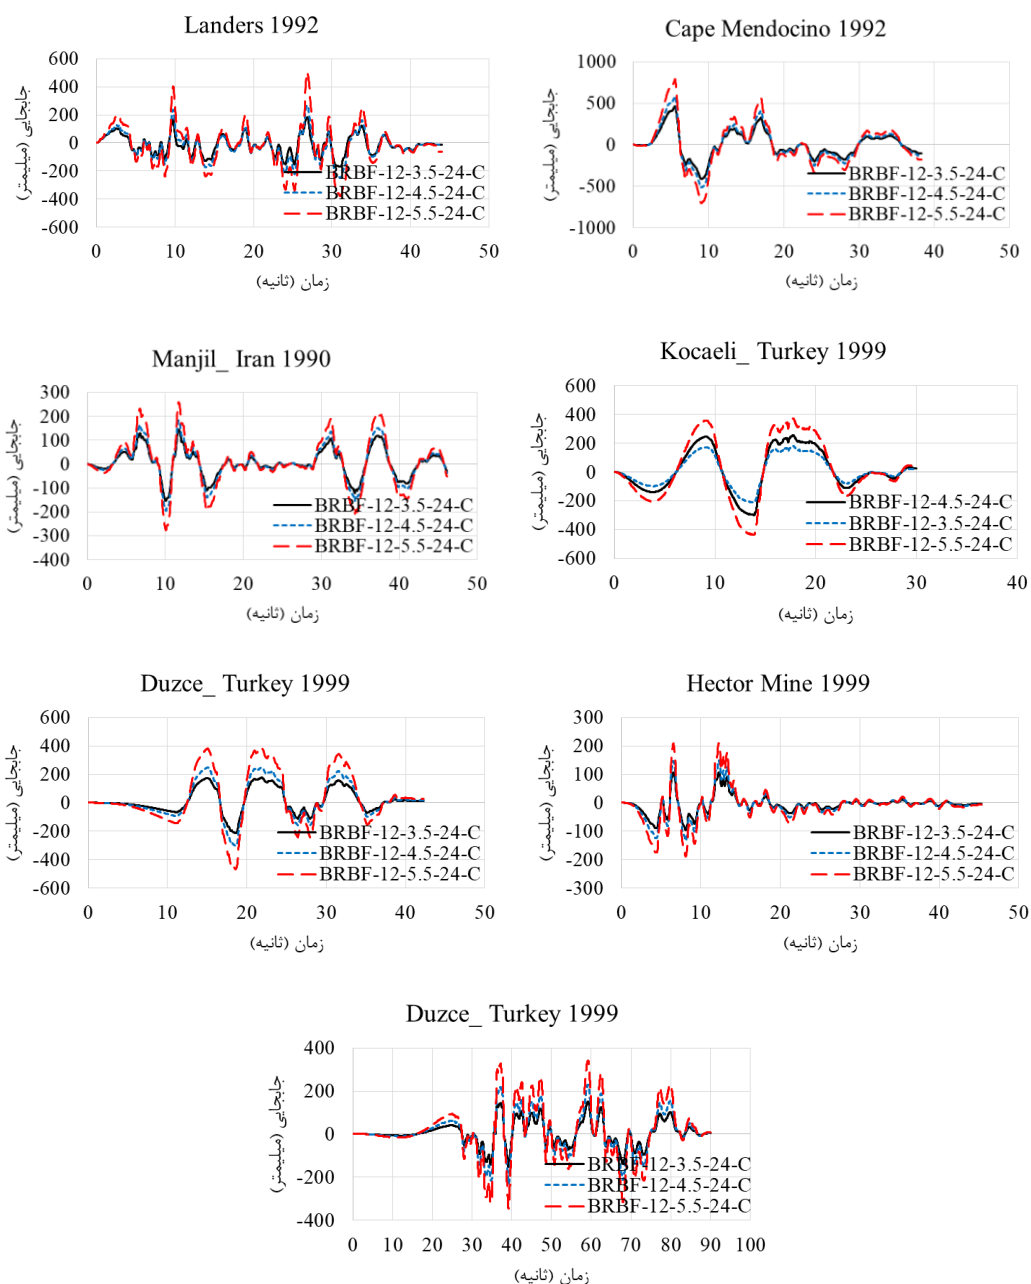 Landers 1992
600
400
200
0
-200
-400
-600
جابجایی (میلیمتر)
BRBF-12-3.5-24-C
BRBF-12-4.5-24-C
BRBF-12-5.5-24-C
0 10 20 30 40 50
زمان (ثانیه)
Cape Mendocino 1992
1000
500
0
-500
-1000
جابجایی (میلیمتر)
BRBF-12-3.5-24-C
BRBF-12-4.5-24-C
BRBF-12-5.5-24-C
0 10 20 30 40 50
زمان (ثانیه)
Manjil_ Iran 1990
300
200
100
0
-100
-200
-300
-400
جابجایی (میلیمتر)
BRBF-12-3.5-24-C
BRBF-12-4.5-24-C
BRBF-12-5.5-24-C
0 10 20 30 40 50
زمان (ثانیه)
Kocaeli_ Turkey 1999
600
400
200
0
-200
-400
-600
جابجایی (میلیمتر)
BRBF-12-4.5-24-C
BRBF-12-3.5-24-C
BRBF-12-5.5-24-C
0 10 20 30 40
زمان (ثانیه)
Duzce_ Turkey 1999
600
400
200
0
-200
-400
-600
جابجایی (میلیمتر)
BRBF-12-3.5-24-C
BRBF-12-4.5-24-C
BRBF-12-5.5-24-C
0 10 20 30 40 50
زمان (ثانیه)
Hector Mine 1999
300
200
100
0
-100
-200
-300
جابجایی (میلیمتر)
BRBF-12-3.5-24-C
BRBF-12-4.5-24-C
BRBF-12-5.5-24-C
0 10 20 30 40 50
زمان (ثانیه)
Duzce_ Turkey 1999
400
200
0
-200
-400
جابجایی (میلیمتر)
BRBF-12-3.5-24-C
BRBF-12-4.5-24-C
BRBF-12-5.5-24-C
0 10 20 30 40 50 60 70 80 90 100
زمان (ثانیه)